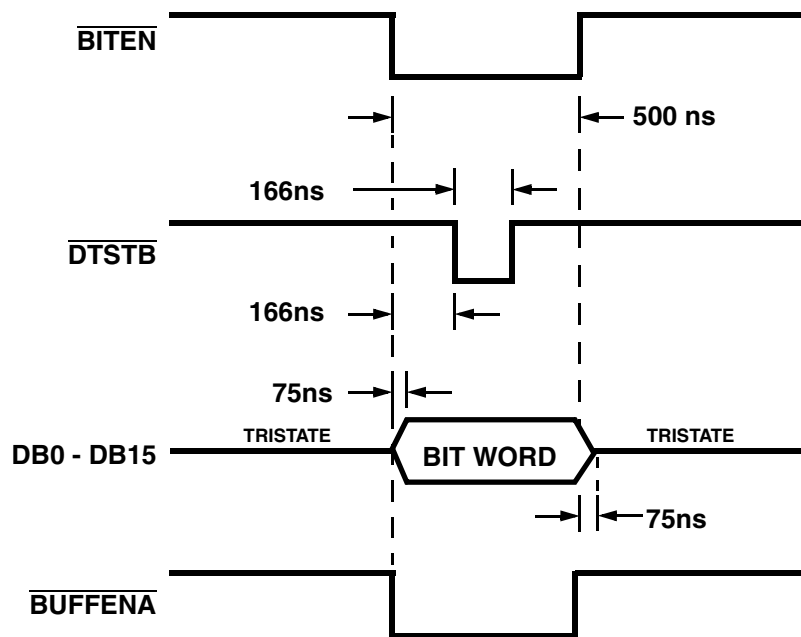 BITEN
500 ns
166ns
DTSTB
166ns
75ns
TRISTATE
TRISTATE
DB0 - DB15
BIT WORD
75ns
BUFFENA